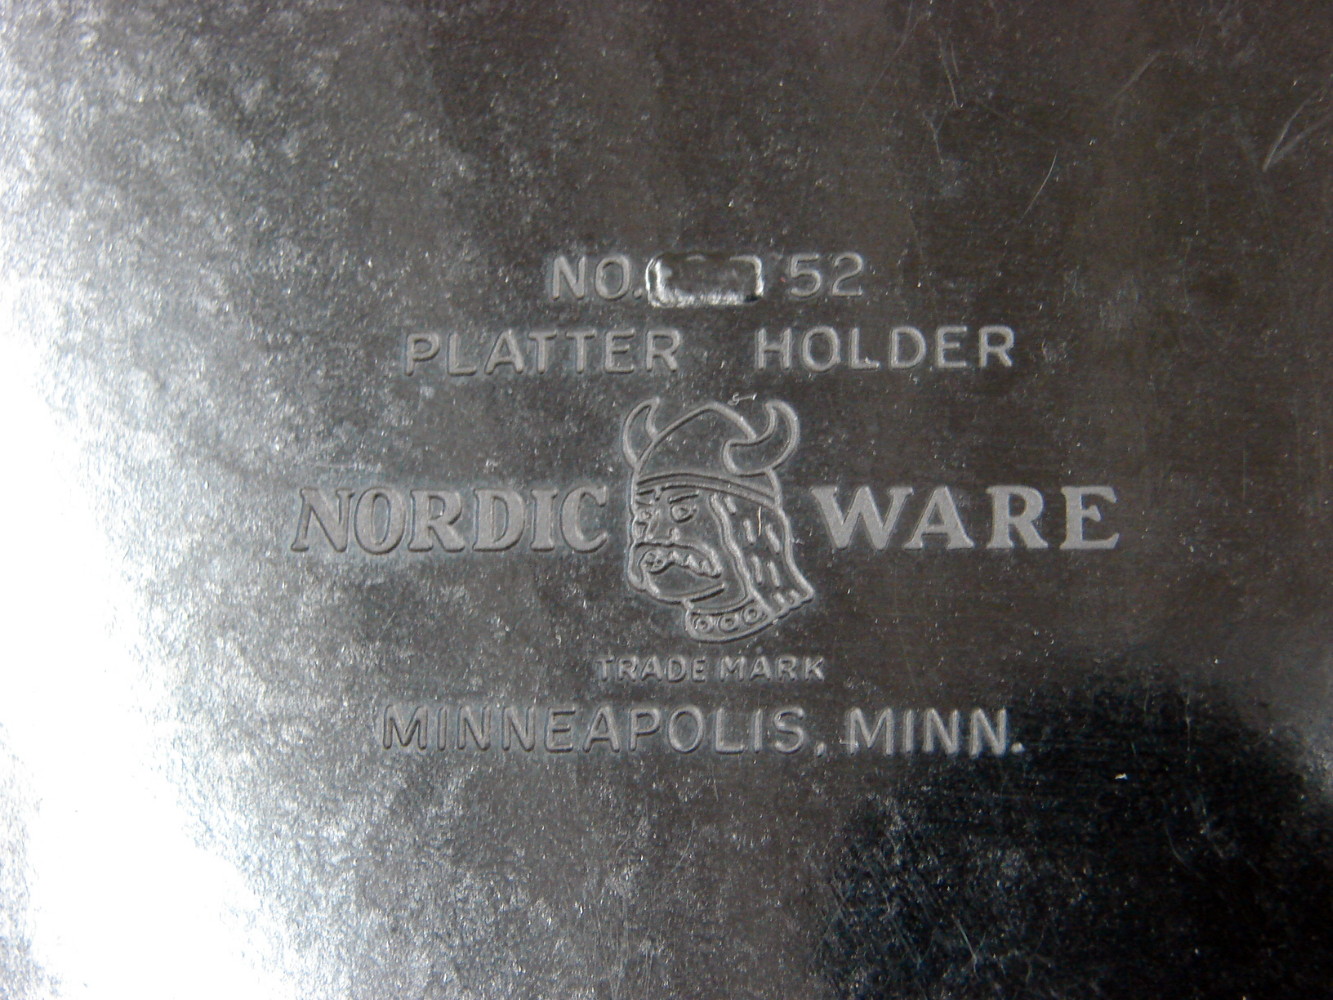 NO. 52
PLATTER HOLDER
NORDIC WARE
TRADE MARK
MINNEAPOLIS, MINN.